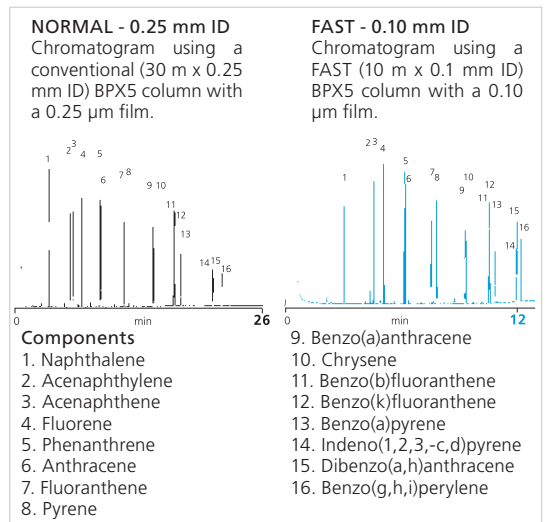 NORMAL - 0.25 mm ID
Chromatogram using a
conventional (30 m x 0.25
mm ID) BPX5 column with
a 0.25 µm film.
FAST - 0.10 mm ID
Chromatogram using a
FAST (10 m x 0.1 mm ID)
BPX5 column with a 0.10
µm film.
1
2
3
4
5
6
7
8
9 10
11
12
13
14 15
16
0
min
26
1
2 3
4
5
6
7
8
9
10
11
12
13
14
15
16
0
min
12
Components
1. Naphthalene
2. Acenaphthylene
3. Acenaphthene
4. Fluorene
5. Phenanthrene
6. Anthracene
7. Fluoranthene
8. Pyrene
9. Benzo(a)anthracene
10. Chrysene
11. Benzo(b)fluoranthene
12. Benzo(k)fluoranthene
13. Benzo(a)pyrene
14. Indeno(1,2,3,-c,d)pyrene
15. Dibenzo(a,h)anthracene
16. Benzo(g,h,i)perylene